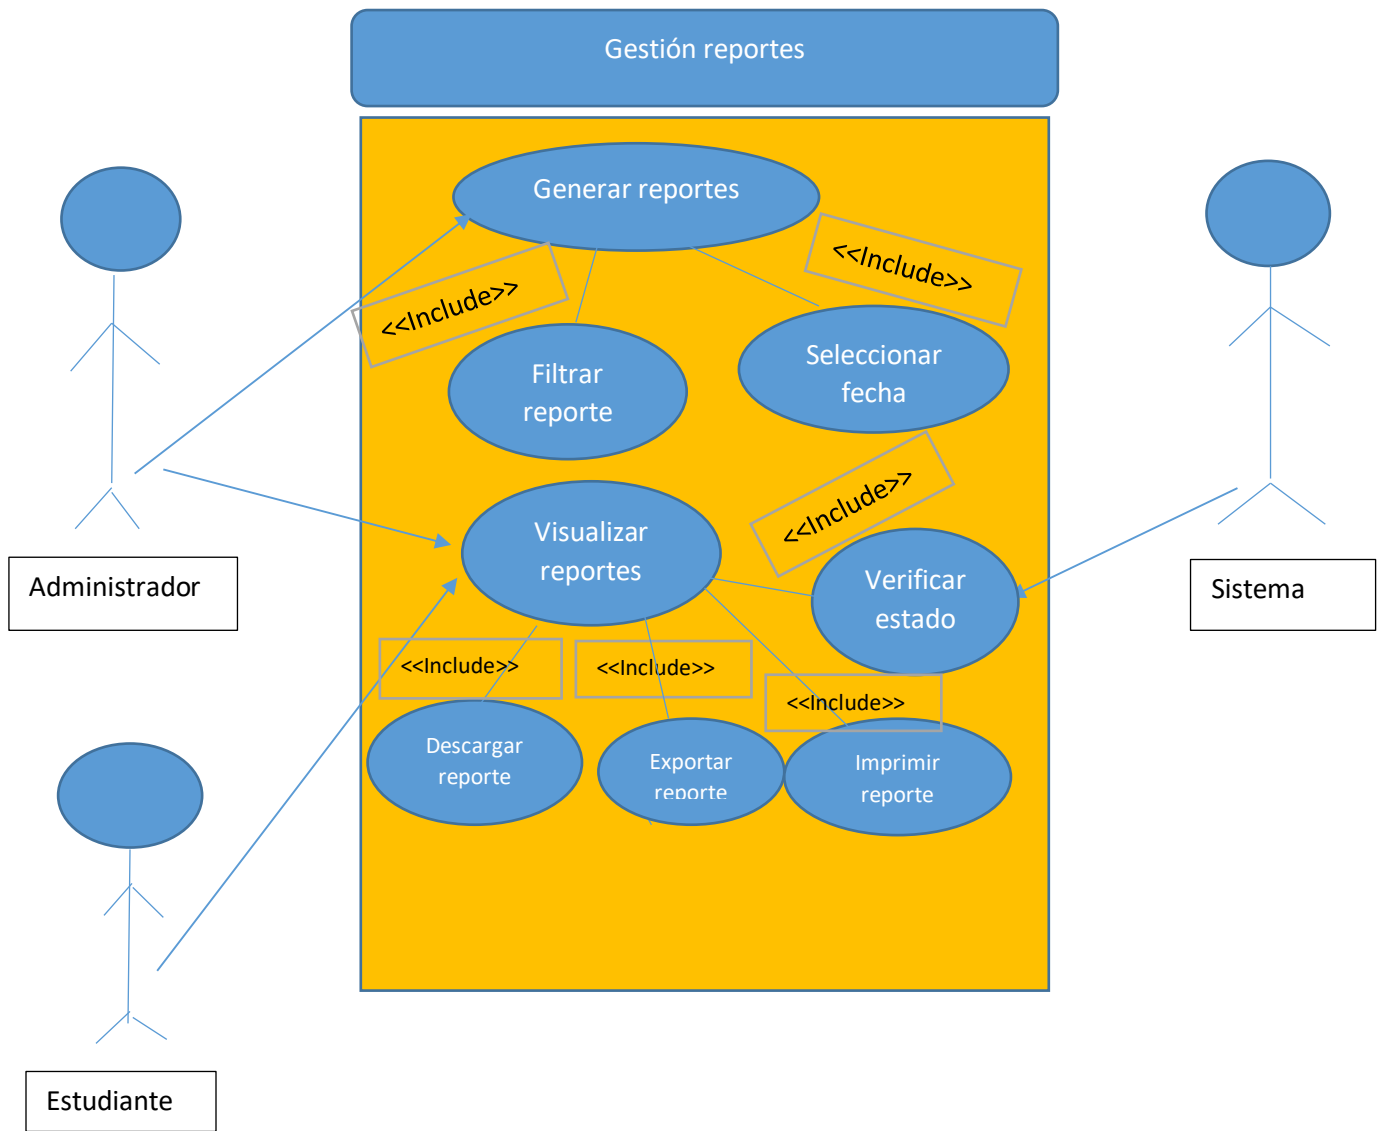 Gestión reportes
Generar reportes
<<Include>>
<<Include>>
Filtrar
reporte
Seleccionar
fecha
<<Include>>
Visualizar
reportes
Verificar
estado
Administrador
Sistema
<<Include>>
<<Include>>
<<Include>>
Descargar
reporte
Exportar
reporte
Imprimir
reporte
Estudiante